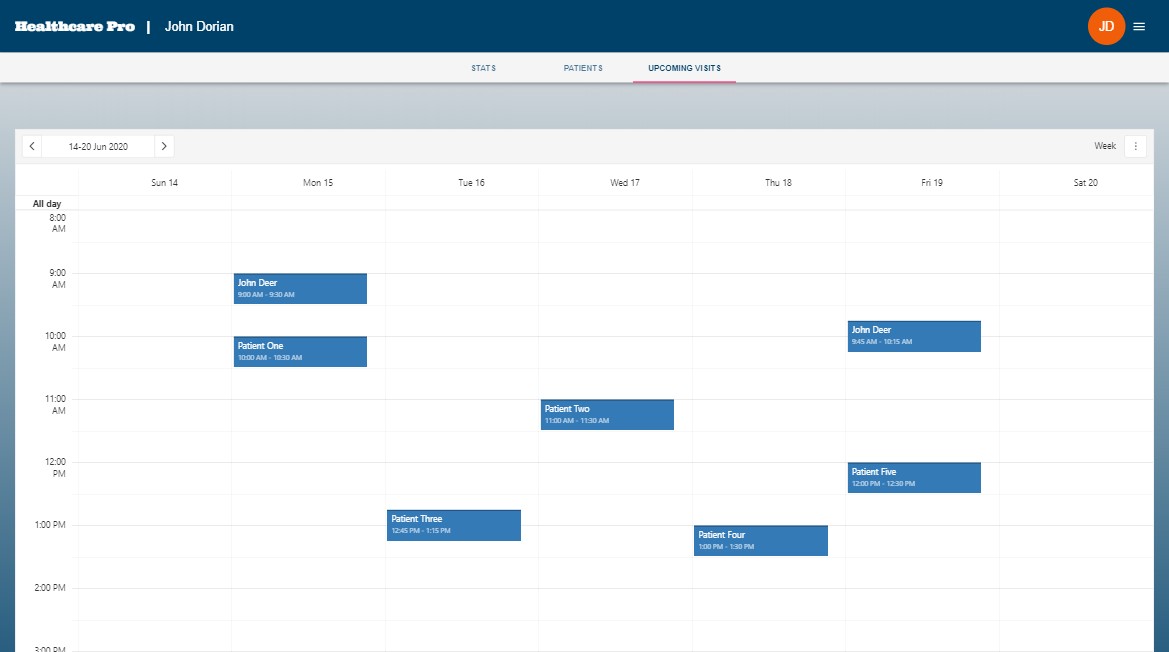 Healthcare Pro | John Dorian
JD
STATS PATIENTS UPCOMING VISITS
14-20 Jun 2020
Week
Sun 14 Mon 15 Tue 16 Wed 17 Thu 18 Fri 19 Sat 20
All day
8:00
AM
9:00
AM
John Deer
9:00 AM - 9:30 AM
John Deer
9:45 AM - 10:15 AM
10:00
AM
Patient One
10:00 AM - 10:30 AM
11:00
AM
Patient Two
11:00 AM - 11:30 AM
12:00
PM
Patient Five
12:00 PM - 12:30 PM
Patient Three
12:45 PM - 1:15 PM
1:00 PM
Patient Four
1:00 PM - 1:30 PM
2:00 PM
3:00 PM